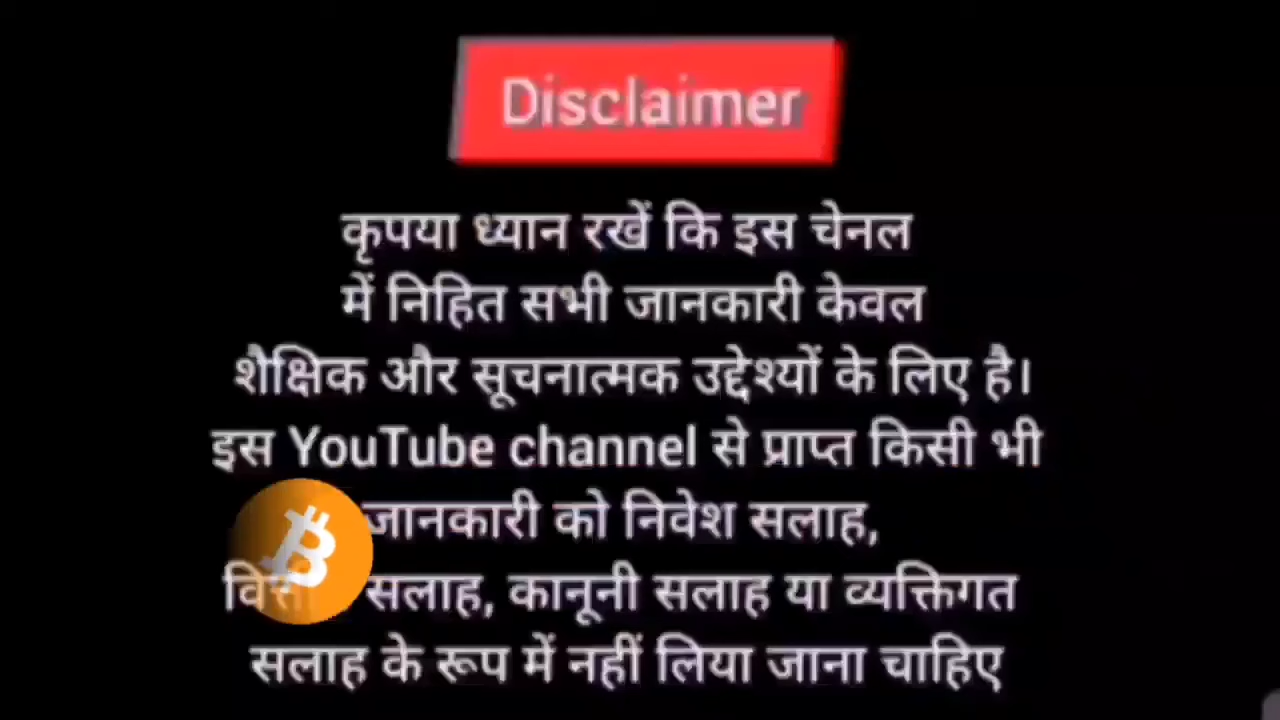 Disclaimer
कृपया ध्यान रखें कि इस चेनल
में निहित सभी जानकारी केवल
शैक्षिक और सूचनात्मक उद्देश्यों के लिए है।
इस YouTube channel से प्राप्त किसी भी
जानकारी को निवेश सलाह,
सलाह, कानूनी सलाह या व्यक्तिगत
सलाह के रूप में नहीं लिया जाना चाहिए